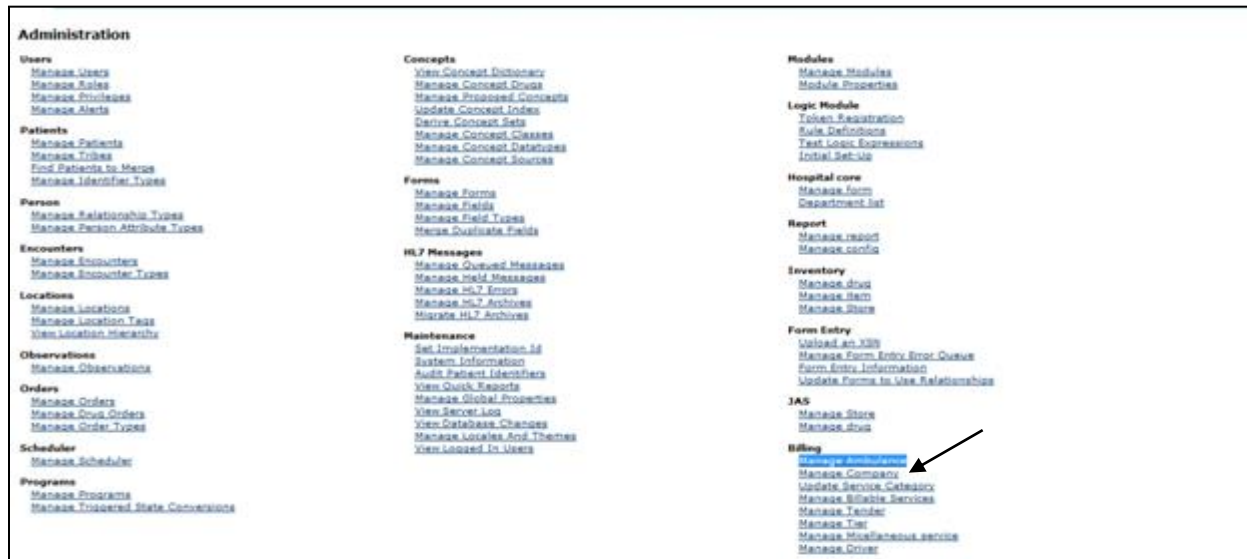 Administration
Users
Manage Users
Manage Roles
Manage Privileges
Manage Alerts
Patients
Manage Patients
Manage Tribes
Find Patients to Merge
Manage Identifier Types
Person
Manage Relationship Types
Manage Person Attribute Types
Encounters
Manage Encounters
Manage Encounter Types
Locations
Manage Locations
Manage Location Tags
View Location Hierarchy
Observations
Manage Observations
Orders
Manage Orders
Manage Drug Orders
Manage Order Types
Scheduler
Manage Scheduler
Programs
Manage Programs
Manage Triggered State Conversions
Concepts
View Concept Dictionary
Manage Concept Drugs
Manage Proposed Concepts
Update Concept Index
Derive Concept Sets
Manage Concept Classes
Manage Concept Datatypes
Manage Concept Sources
Forms
Manage Forms
Manage Fields
Manage Field Types
Merge Duplicate Fields
HL7 Messages
Manage Queued Messages
Manage Held Messages
Manage HL7 Errors
Manage HL7 Archives
Migrate HL7 Archives
Maintenance
Set Implementation Id
System Information
Audit Patient Identifiers
View Quick Reports
Manage Global Properties
View Server Log
View Database Changes
Manage Locales And Themes
View Logged In Users
Modules
Manage Modules
Module Properties
Logic Module
Token Registration
Rule Definitions
Test Logic Expressions
Initial Set-Up
Hospital core
Manage form
Department list
Report
Manage report
Manage config
Inventory
Manage drug
Manage item
Manage Store
Form Entry
Upload an XSN
Manage Form Entry Error Queue
Form Entry Information
Update Forms to Use Relationships
JAS
Manage Store
Manage drug
Billing
Manage Ambulance
Manage Company
Update Service Category
Manage Billable Services
Manage Tender
Manage Tier
Manage Miscellaneous service
Manage Driver